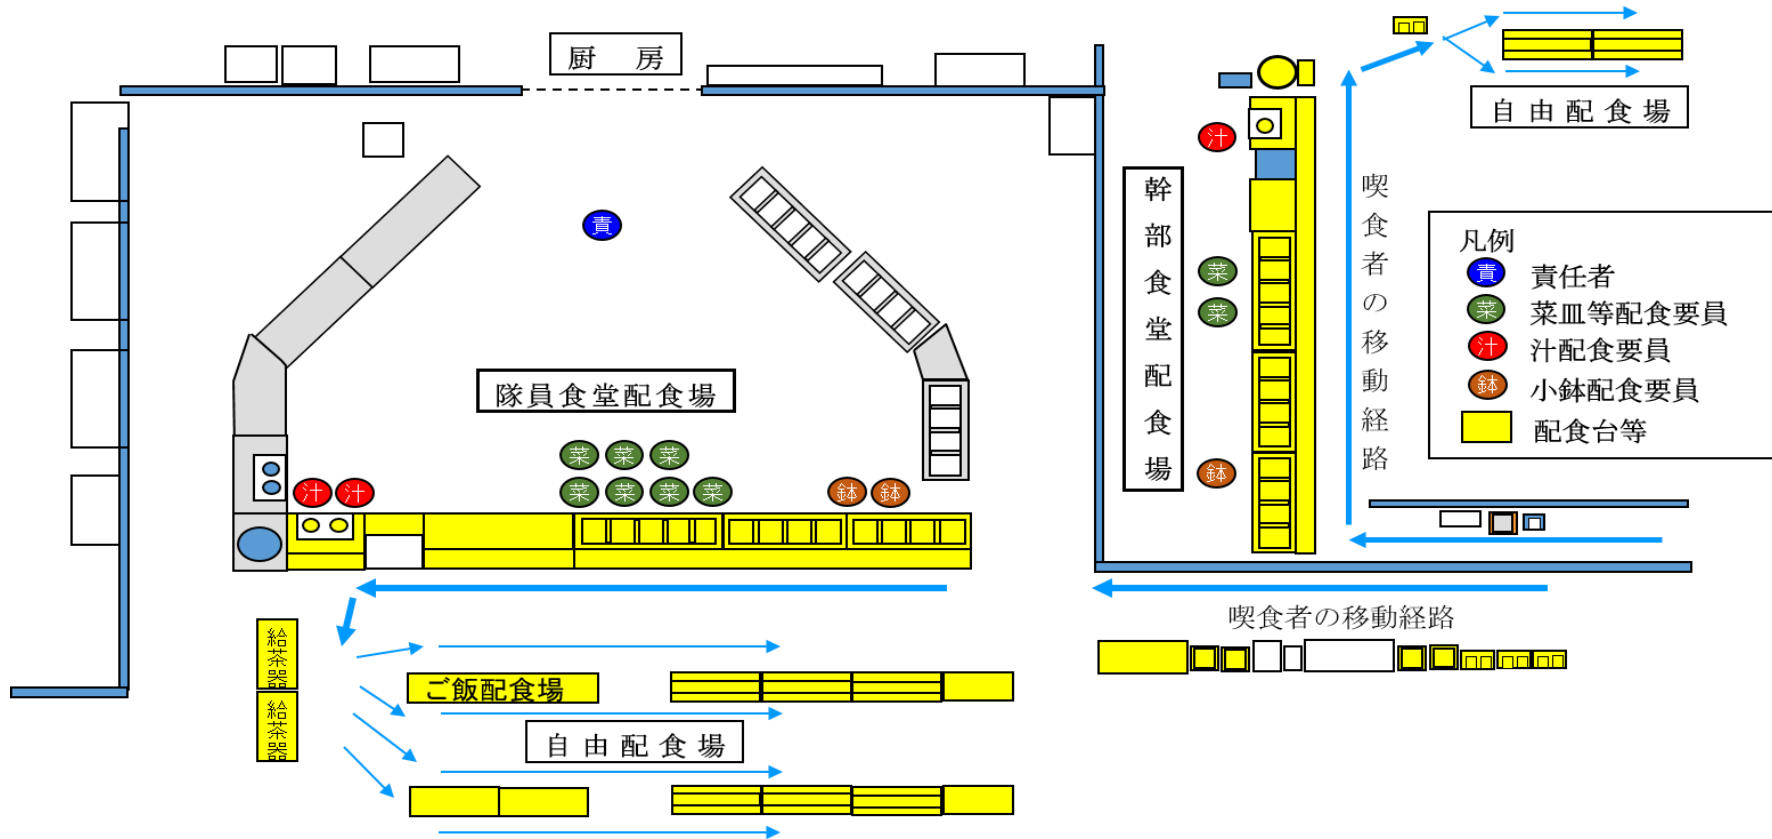 厨　房
自由配食場
汁
責
幹部食堂配食場
喫食者の移動経路
凡例
責 責任者
菜 菜皿等配食要員
汁 汁配食要員
鉢 小鉢配食要員
配食台等
菜
菜
隊員食堂配食場
菜 菜 菜
鉢
汁 汁 菜 菜 菜 菜 鉢 鉢
喫食者の移動経路
給茶器
ご飯配食場
給茶器
自由配食場